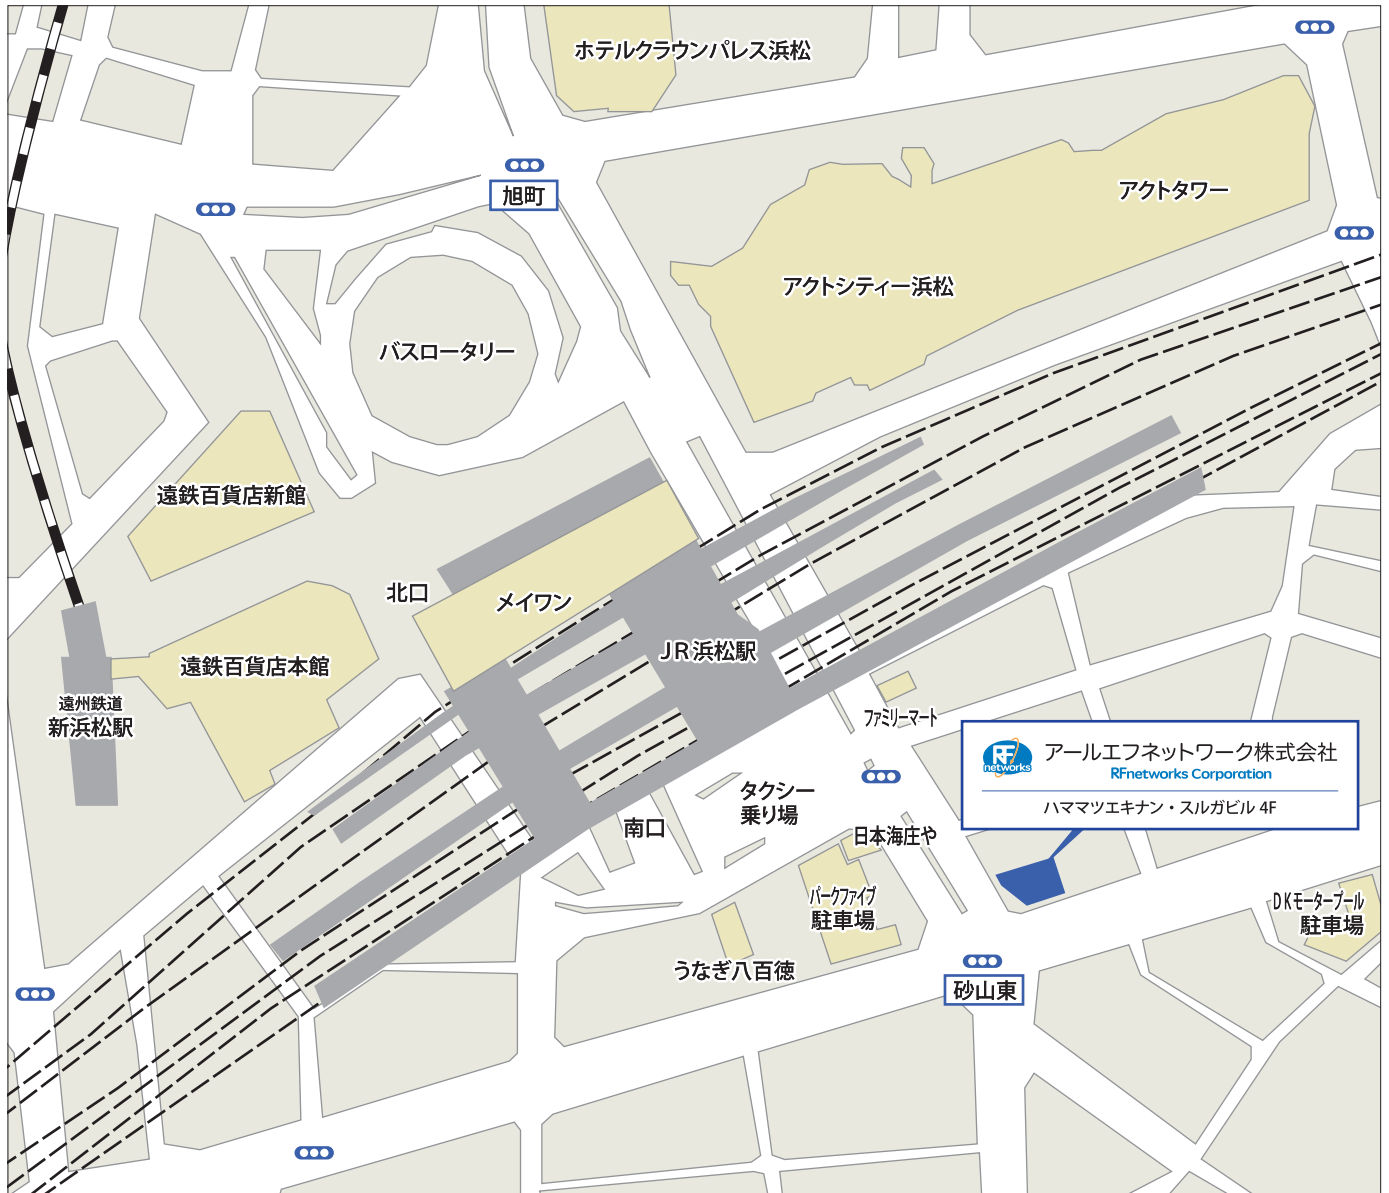 ホテルクラウンパレス浜松
旭町
アクトタワー
アクトシティー浜松
バスロータリー
遠鉄百貨店新館
北口
メイワン
JR浜松駅
遠鉄百貨店本館
遠州鉄道
新浜松駅
ファミリーマート
RF
networks
アールエフネットワーク株式会社
RFnetworks Corporation
ハママツエキナン・スルガビル 4F
タクシー
乗り場
南口
日本海庄や
パークファイブ
駐車場
DKモータープール
駐車場
うなぎ八百徳
砂山東